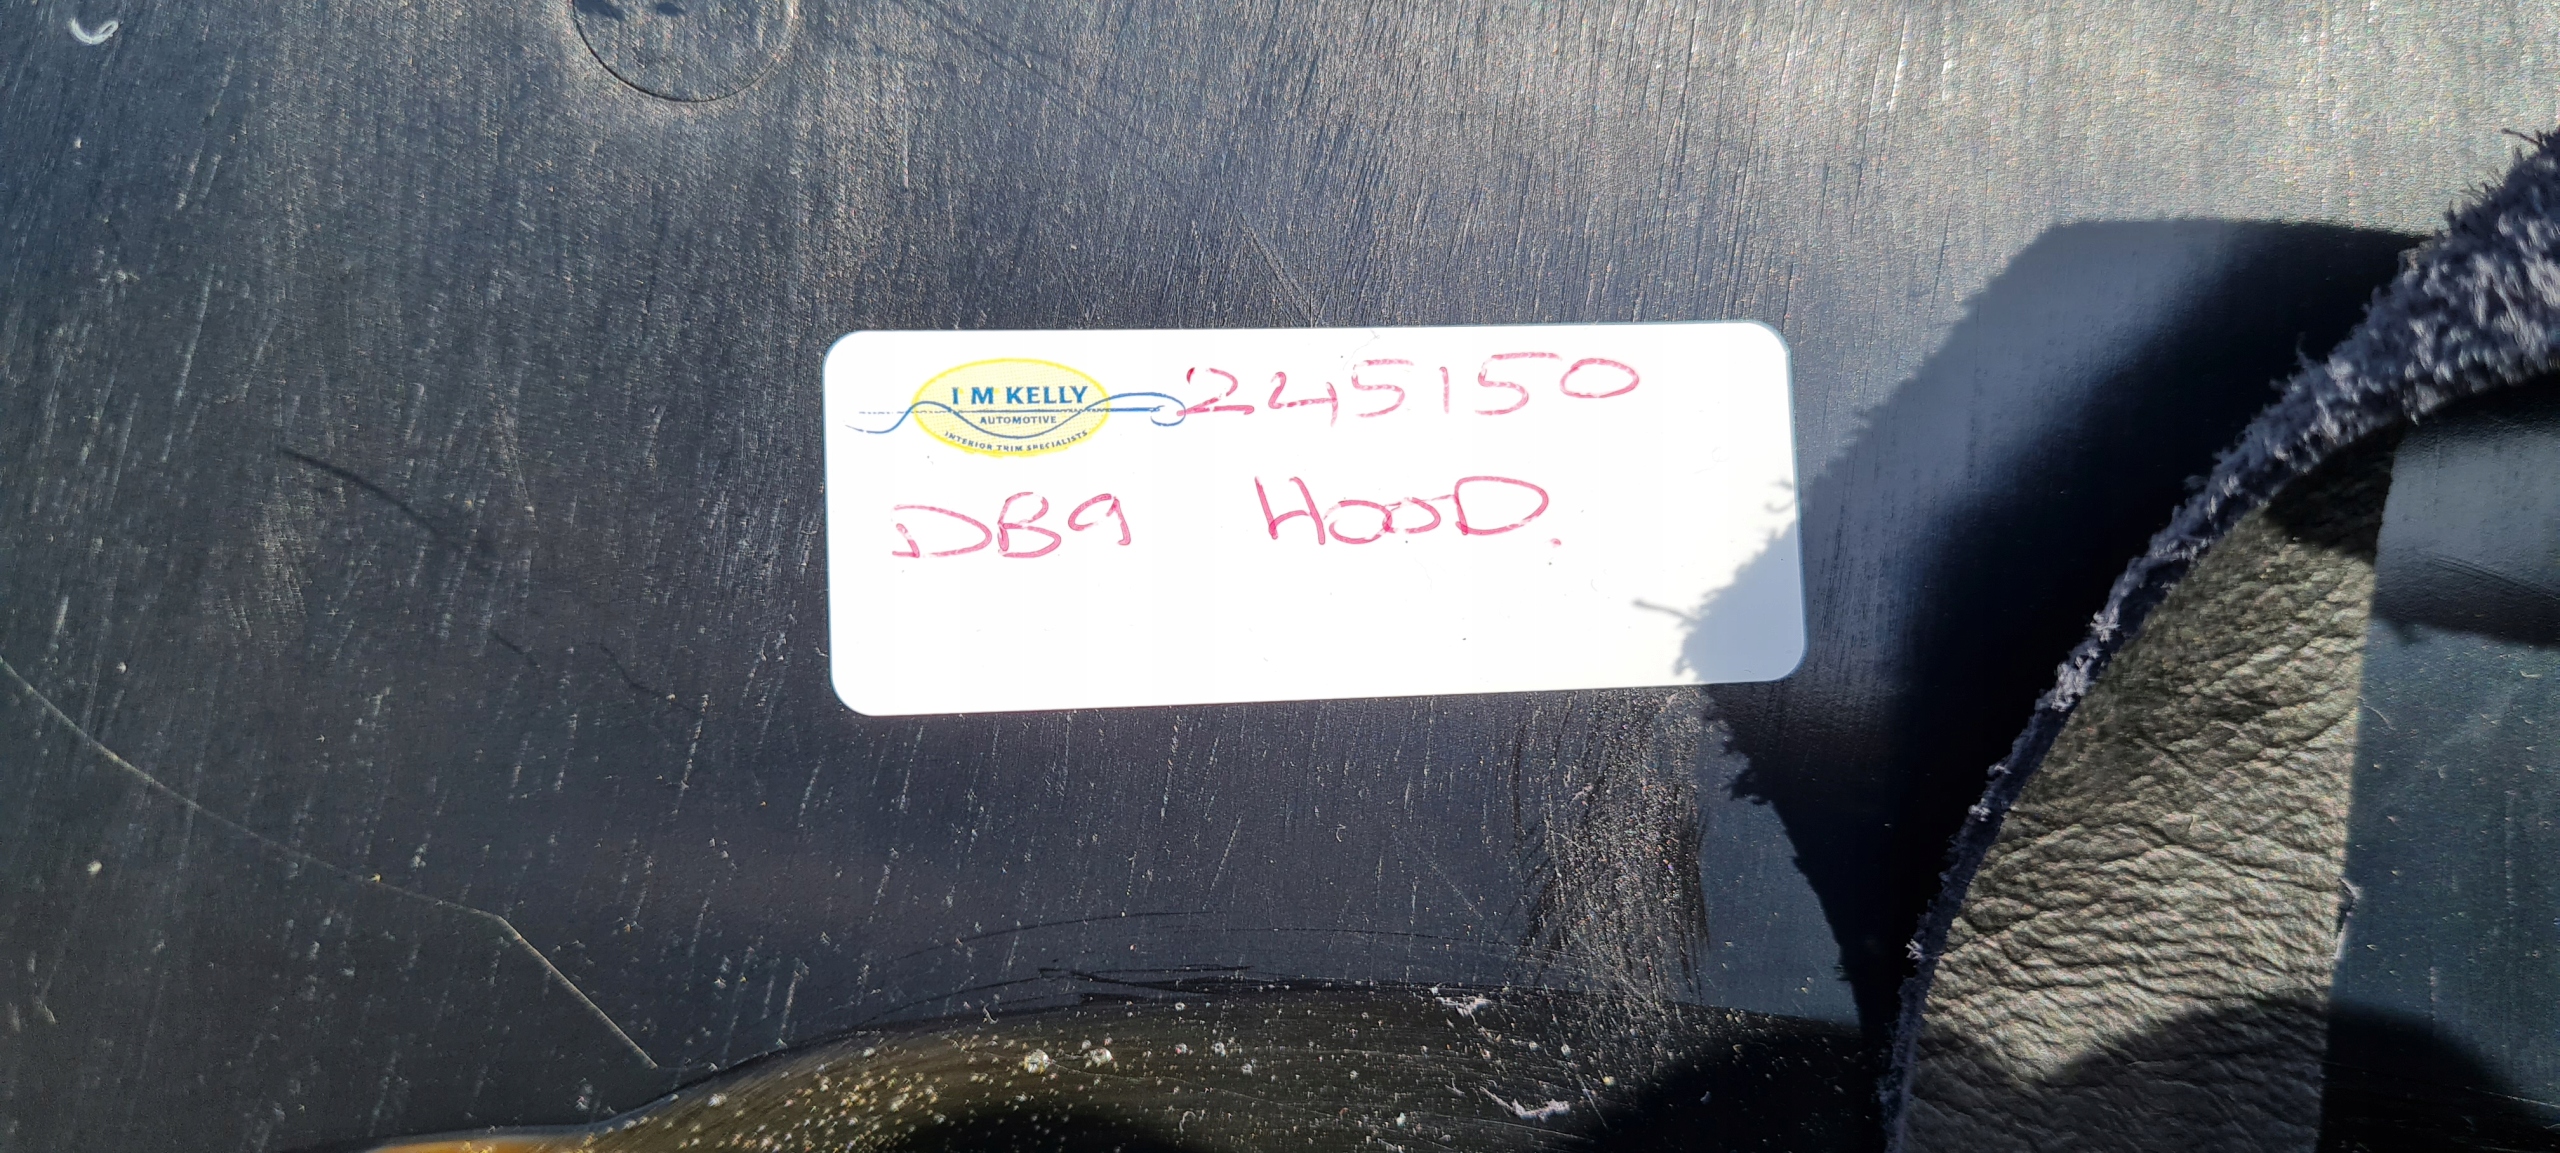 I M KELLY
AUTOMOTIVE
INTERIOR TRIM SPECIALISTS
245150
DB9 HOOD.